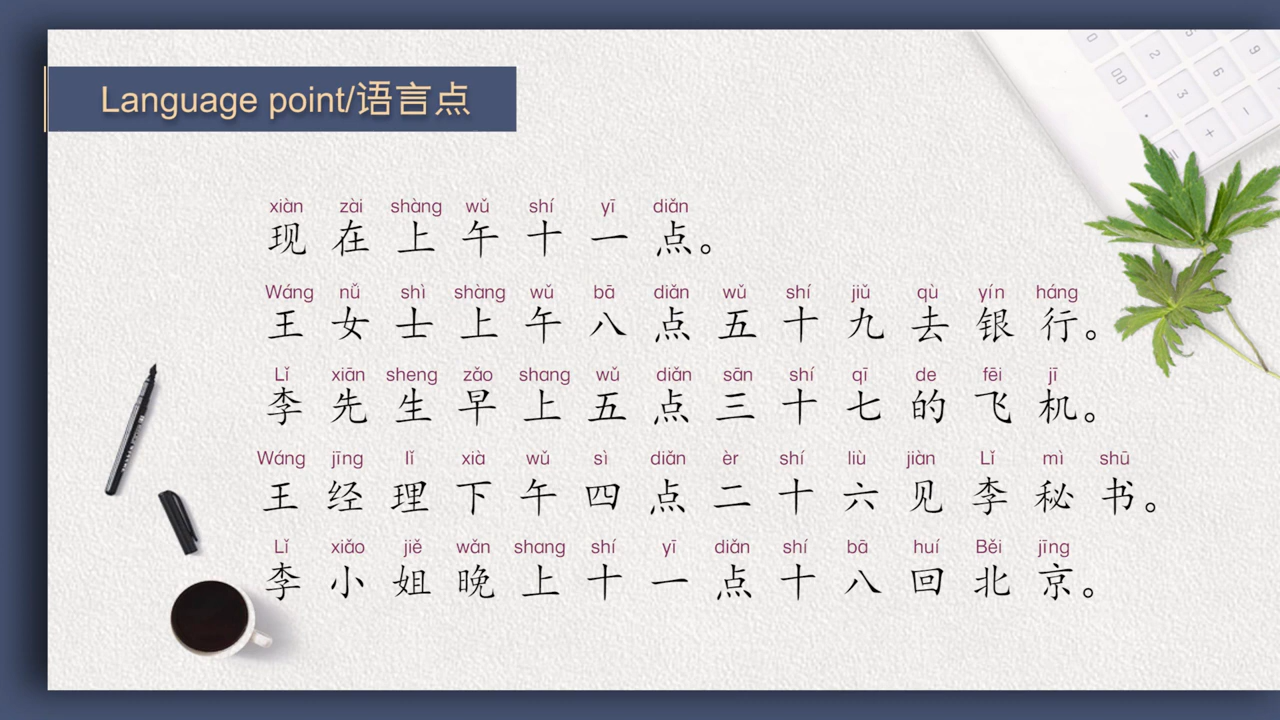 Language point/语言点
xiàn zài shàng wǔ shí yī diǎn
现在上午十一点。
Wáng nǚ shì shàng wǔ bā diǎn wǔ shí jiǔ qù yín háng
王女士上午八点五十九去银行。
Lǐ xiān sheng zǎo shang wǔ diǎn sān shí qī de fēi jī
李先生早上五点三十七的飞机。
Wáng jīng lǐ xià wǔ sì diǎn èr shí liù jiàn Lǐ mì shū
王经理下午四点二十六见李秘书。
Lǐ xiǎo jiě wǎn shang shí yī diǎn shí bā huí Běi jīng
李小姐晚上十一点十八回北京。